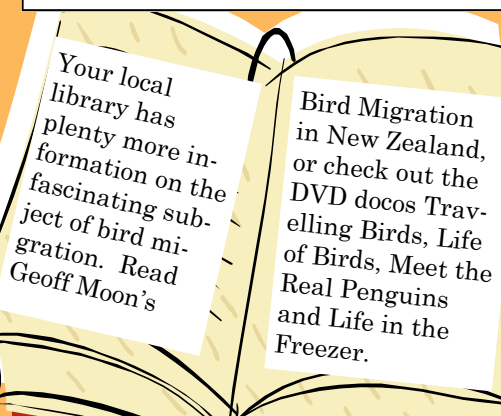 Your local
library has
plenty more in-
formation on the
fascinating sub-
ject of bird mi-
gration.  Read
Geoff Moon's
Bird Migration
in New Zealand,
or check out the
DVD docos Trav-
elling Birds, Life
of Birds, Meet the
Real Penguins
and Life in the
Freezer.